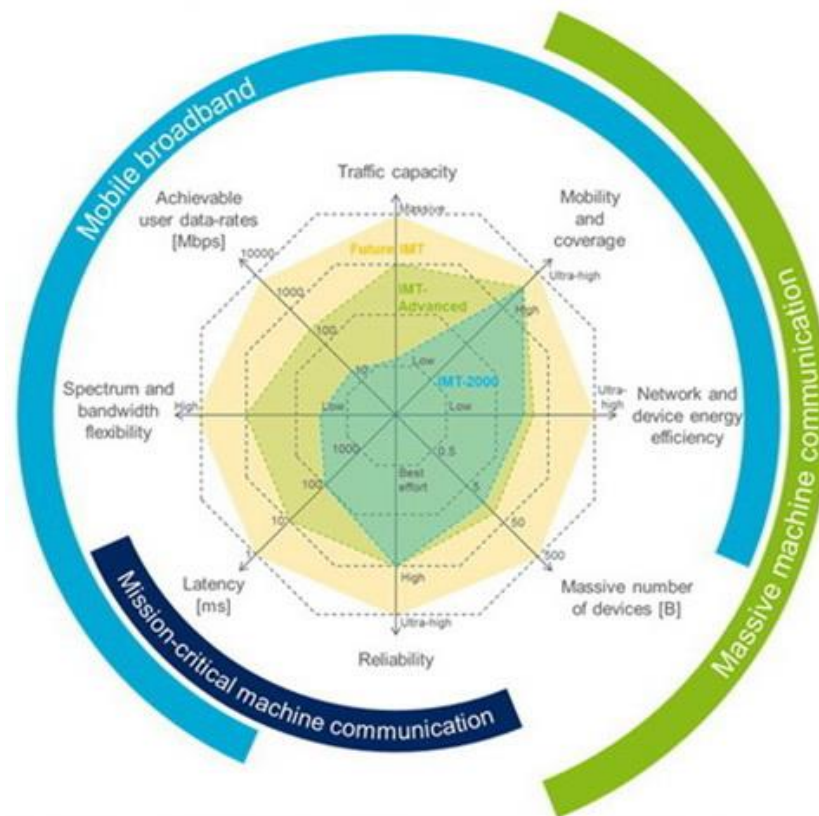 Mobile broadband
Massive machine communication
Mission-critical machine communication
Traffic capacity
Massive
Achievable
user data-rates
[Mbps]
10000
1000
100
10
Mobility
and
coverage
Ultra-high
High
Low
Future IMT
IMT-
Advanced
IMT-2000
Spectrum and
bandwidth
flexibility
High
Low
Low
Ultra-
high
Network and
device energy
efficiency
1000
100
10
1
Latency
[ms]
Best
effort
High
Ultra-high
Reliability
0.5
5
50
500
Massive number
of devices [B]